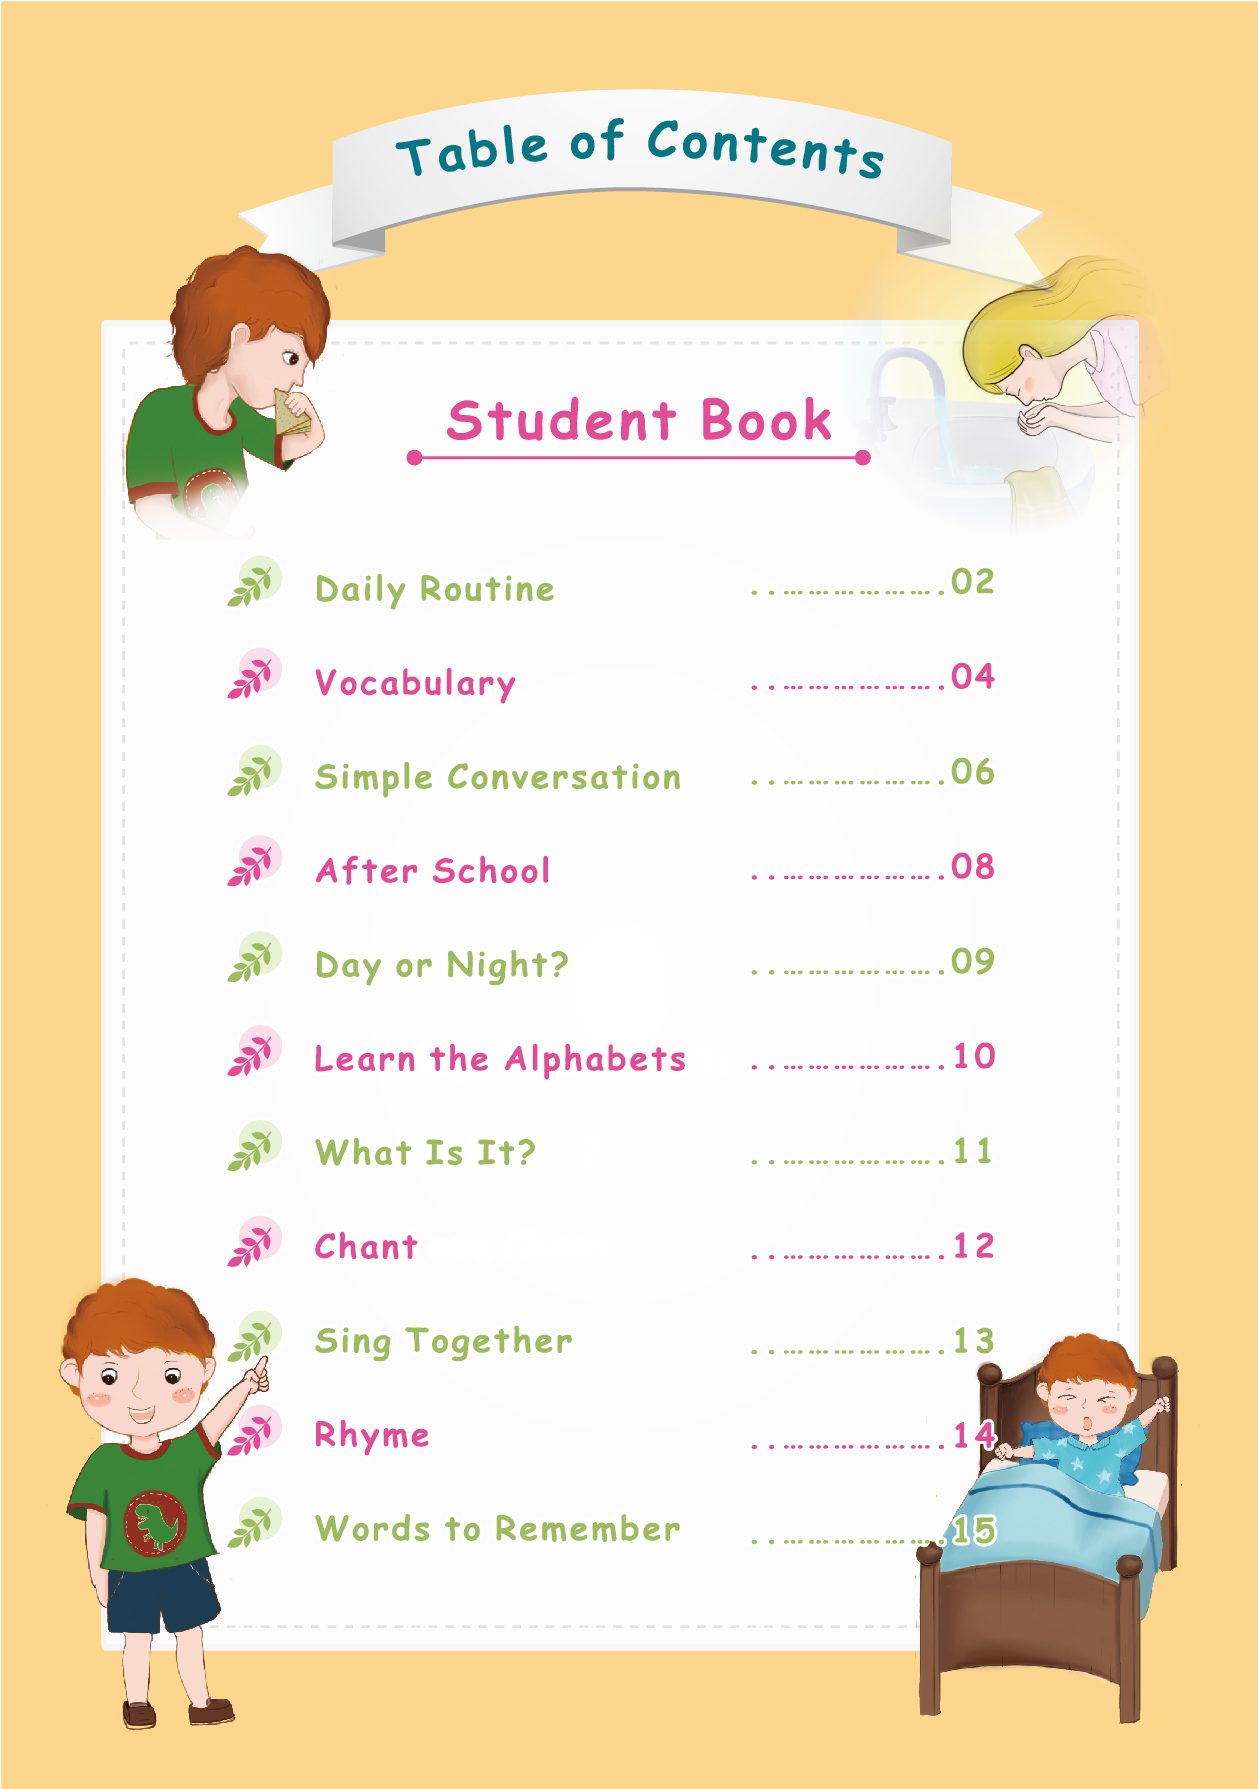 Table of Contents
Student Book
Daily Routine ..………………….02
Vocabulary ..………………….04
Simple Conversation ..………………….06
After School ..………………….08
Day or Night? ..………………….09
Learn the Alphabets ..………………….10
What Is It? ..………………….11
Chant ..………………….12
Sing Together ..………………….13
Rhyme ..………………….14
Words to Remember ..………………….15